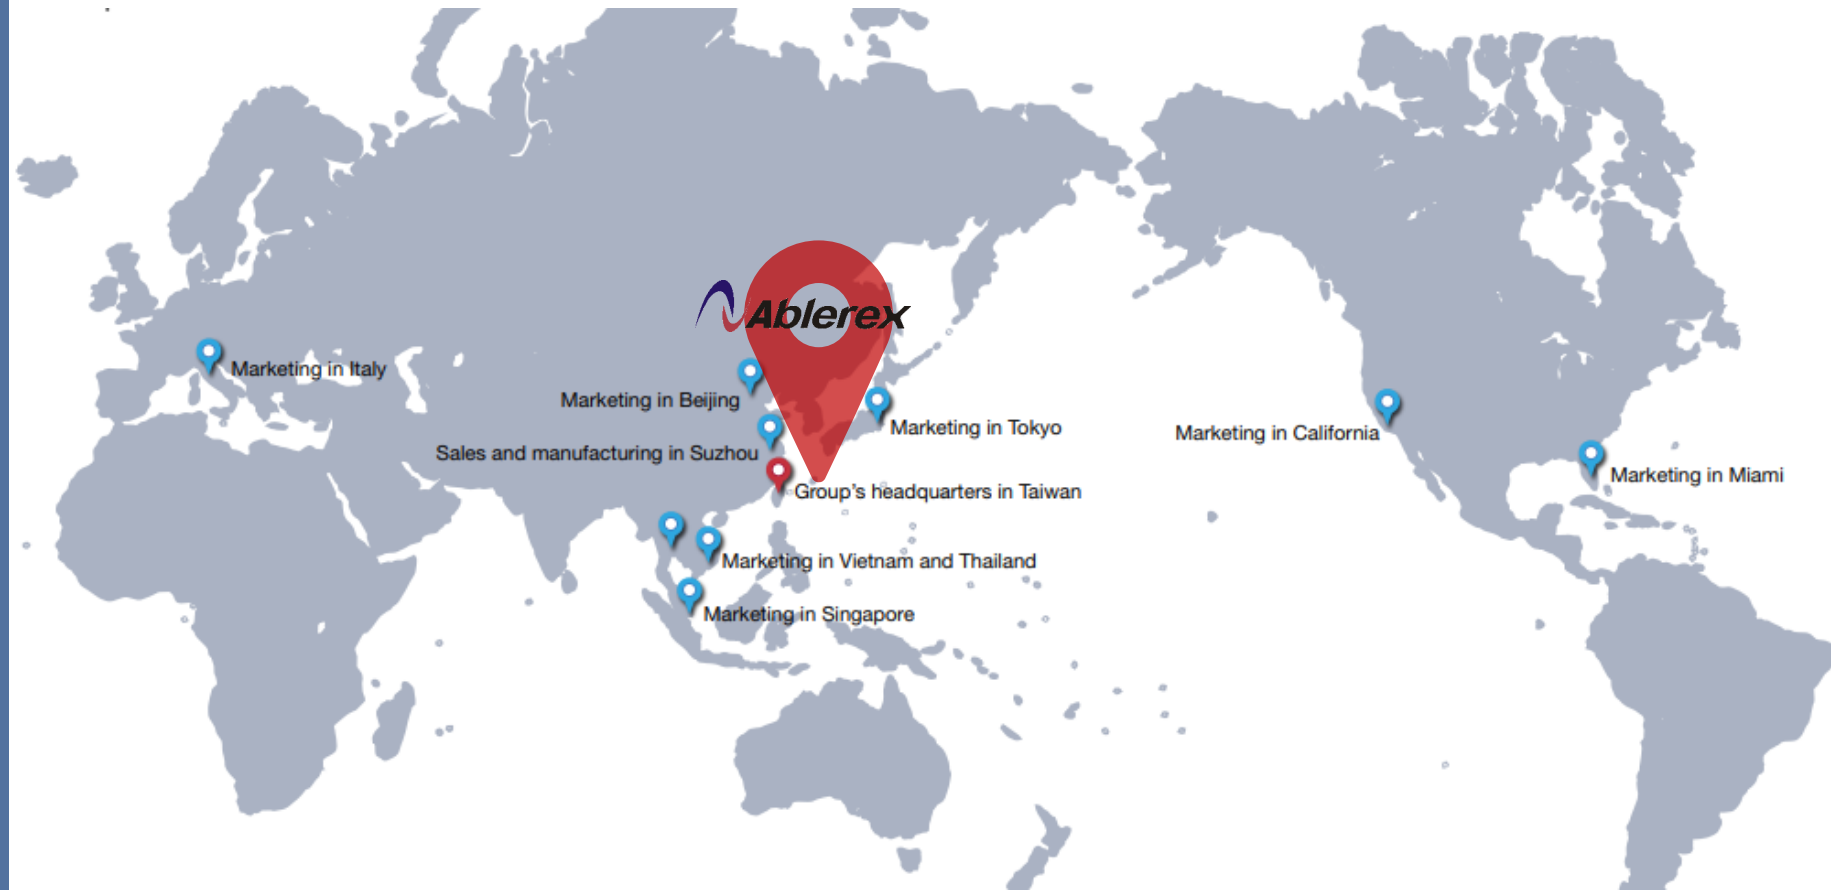 Ablerex
Marketing in Italy
Marketing in Beijing
Marketing in Tokyo
Marketing in California
Sales and manufacturing in Suzhou
Marketing in Miami
Group's headquarters in Taiwan
Marketing in Vietnam and Thailand
Marketing in Singapore